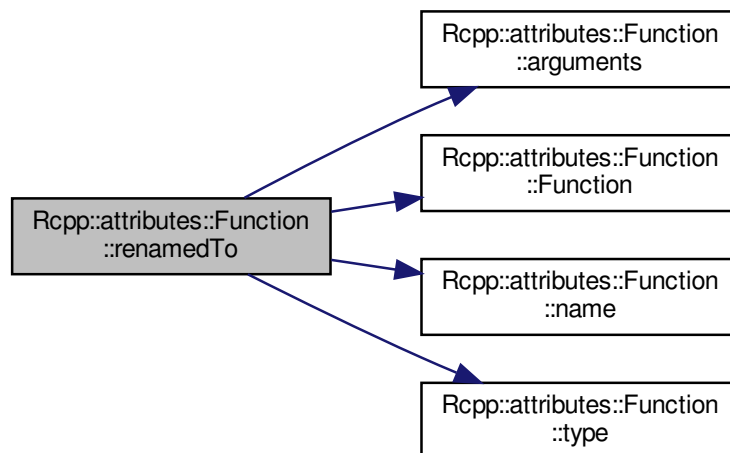 Rcpp::attributes::Function
::arguments
Rcpp::attributes::Function
::Function
Rcpp::attributes::Function
::renamedTo
Rcpp::attributes::Function
::name
Rcpp::attributes::Function
::type